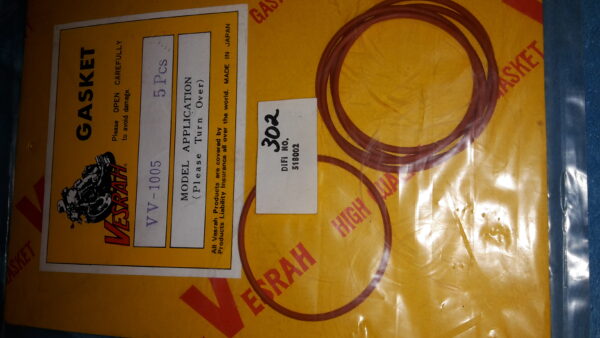 GASKET
Please OPEN CAREFULLY
to avoid damage.
VESRAH
VV-1005 5 Pcs
MODEL APPLICATION
(Please Turn Over)
All Vesrah Products are covered by
Products Liability Insurance all over the world. MADE IN JAPAN
302
DiFi NO.
518002
GASKET
VESRAH
HIGH
GASKET
GASKET